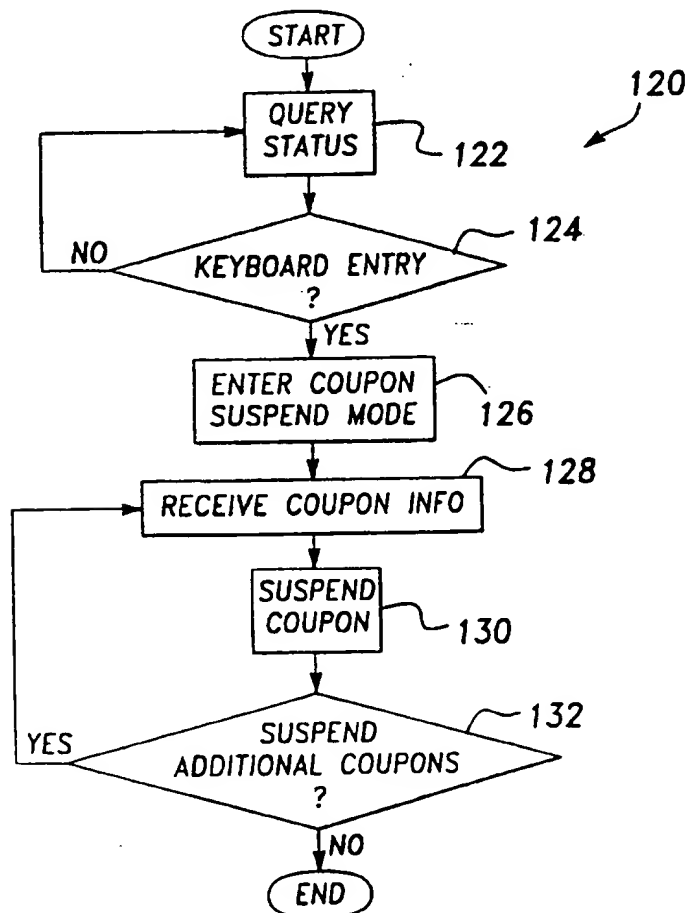 START
120
QUERY
STATUS
122
124
NO
KEYBOARD ENTRY
?
YES
ENTER COUPON
SUSPEND MODE
126
128
RECEIVE COUPON INFO
SUSPEND
COUPON
130
132
YES
SUSPEND
ADDITIONAL COUPONS
?
NO
END